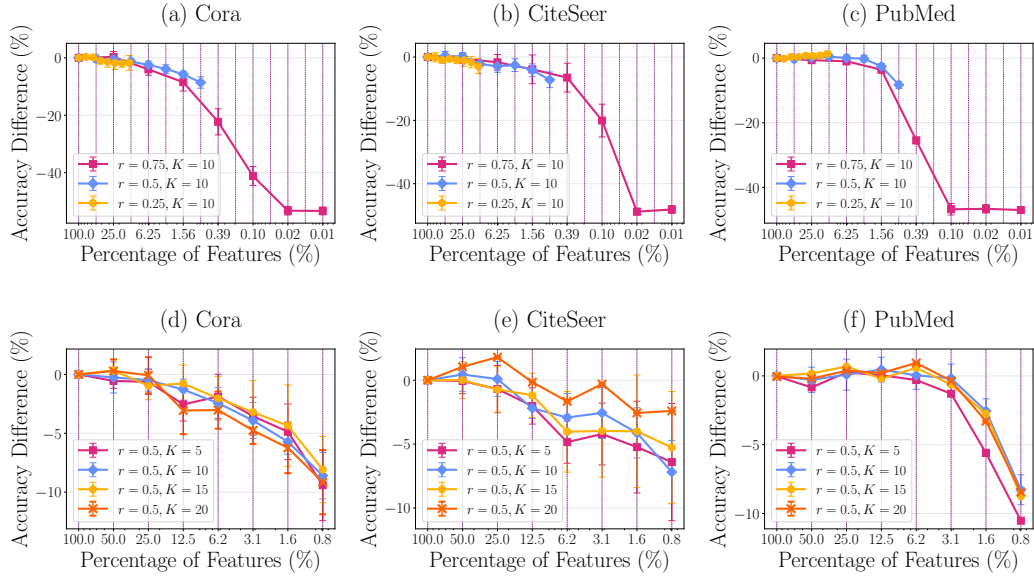 (a) Cora
(b) CiteSeer
(c) PubMed
Accuracy Difference (%)
0
−20
−40
r = 0.75, K = 10
r = 0.5, K = 10
r = 0.25, K = 10
100.0 25.0 6.25 1.56 0.39 0.10 0.02 0.01
Percentage of Features (%)
Accuracy Difference (%)
0
−20
−40
r = 0.75, K = 10
r = 0.5, K = 10
r = 0.25, K = 10
100.0 25.0 6.25 1.56 0.39 0.10 0.02 0.01
Percentage of Features (%)
Accuracy Difference (%)
0
−20
−40
r = 0.75, K = 10
r = 0.5, K = 10
r = 0.25, K = 10
100.0 25.0 6.25 1.56 0.39 0.10 0.02 0.01
Percentage of Features (%)
(d) Cora
(e) CiteSeer
(f) PubMed
Accuracy Difference (%)
0
−5
−10
r = 0.5, K = 5
r = 0.5, K = 10
r = 0.5, K = 15
r = 0.5, K = 20
100.0 50.0 25.0 12.5 6.2 3.1 1.6 0.8
Percentage of Features (%)
Accuracy Difference (%)
0
−5
−10
r = 0.5, K = 5
r = 0.5, K = 10
r = 0.5, K = 15
r = 0.5, K = 20
100.0 50.0 25.0 12.5 6.2 3.1 1.6 0.8
Percentage of Features (%)
Accuracy Difference (%)
0
−5
−10
r = 0.5, K = 5
r = 0.5, K = 10
r = 0.5, K = 15
r = 0.5, K = 20
100.0 50.0 25.0 12.5 6.2 3.1 1.6 0.8
Percentage of Features (%)